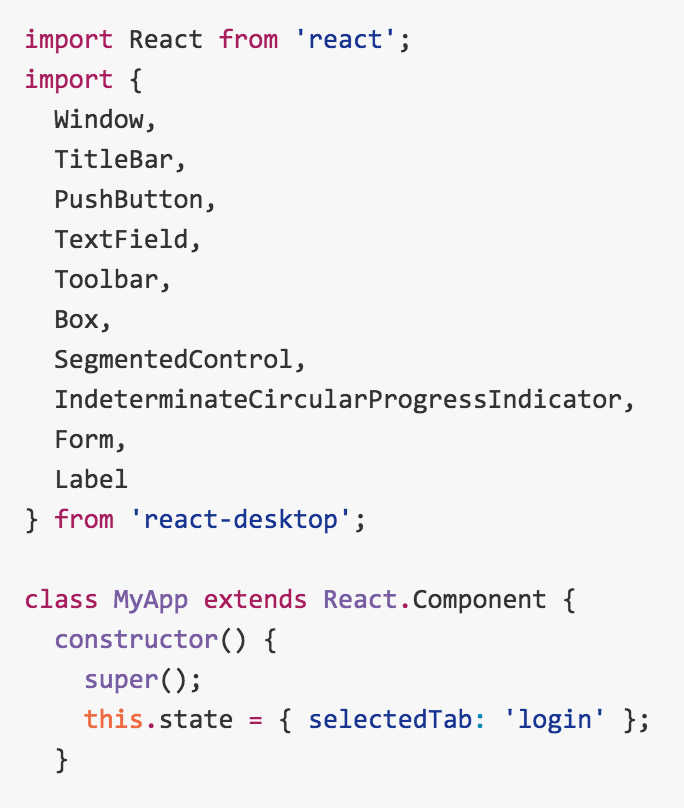 import React from 'react';
import {
  Window,
  TitleBar,
  PushButton,
  TextField,
  Toolbar,
  Box,
  SegmentedControl,
  IndeterminateCircularProgressIndicator,
  Form,
  Label
} from 'react-desktop';

class MyApp extends React.Component {
  constructor() {
    super();
    this.state = { selectedTab: 'login' };
  }